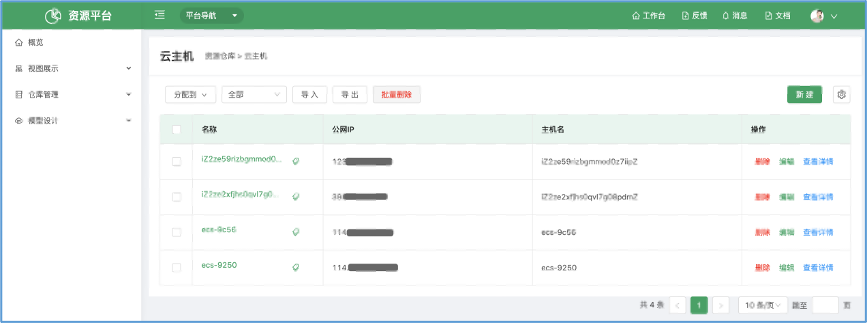 资源平台
平台导航
工作台 反馈 消息 文档
概览
视图展示
仓库管理
模型设计
云主机 资源仓库 > 云主机
分配到 全部 导入 导出 批量删除 新建
名称 公网IP 主机名 操作
iZ2ze59rizbgmmod0... 123 iZ2ze59rizbgmmod0z7iipZ 删除 编辑 查看详情
iZ2ze2xfjhs0qvl7g0... 39. iZ2ze2xfjhs0qvl7g08pdmZ 删除 编辑 查看详情
ecs-9c56 114. ecs-9c56 删除 编辑 查看详情
ecs-9250 114. ecs-9250 删除 编辑 查看详情
共 4 条 < 1 > 10 条/页 跳至 页